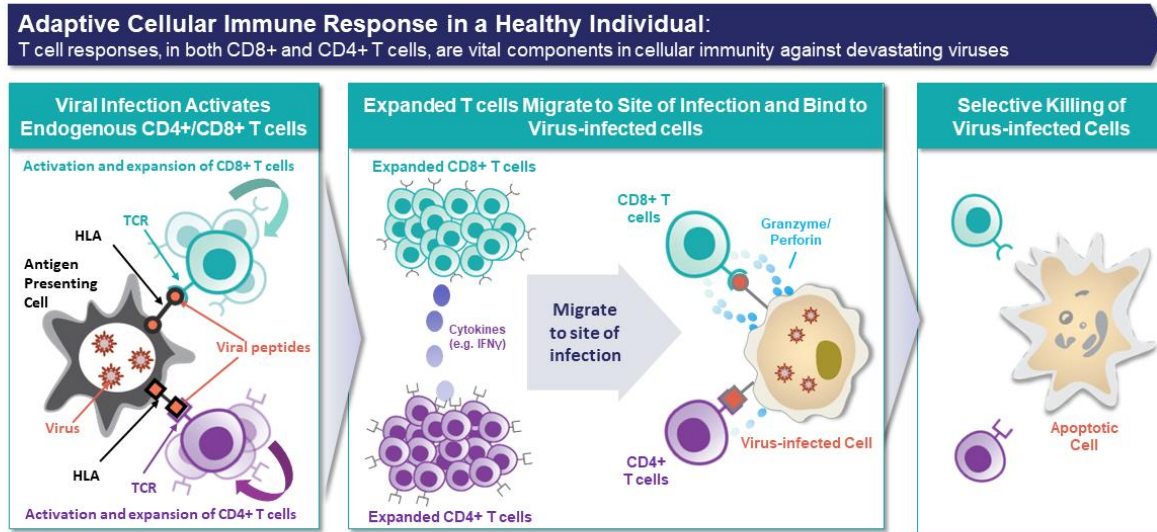 Adaptive Cellular Immune Response in a Healthy Individual:
T cell responses, in both CD8+ and CD4+ T cells, are vital components in cellular immunity against devastating viruses
Viral Infection Activates
Endogenous CD4+/CD8+ T cells
Activation and expansion of CD8+ T cells
TCR
HLA
Antigen
Presenting
Cell
Viral peptides
Virus
HLA
TCR
Activation and expansion of CD4+ T cells
Expanded T cells Migrate to Site of Infection and Bind to
Virus-infected cells
Expanded CD8+ T cells
Cytokines
(e.g. IFNγ)
Expanded CD4+ T cells
Migrate
to site of
infection
CD8+ T
cells
Granzyme/
Perforin
Virus-infected Cell
CD4+
T cells
Selective Killing of
Virus-infected Cells
Apoptotic
Cell